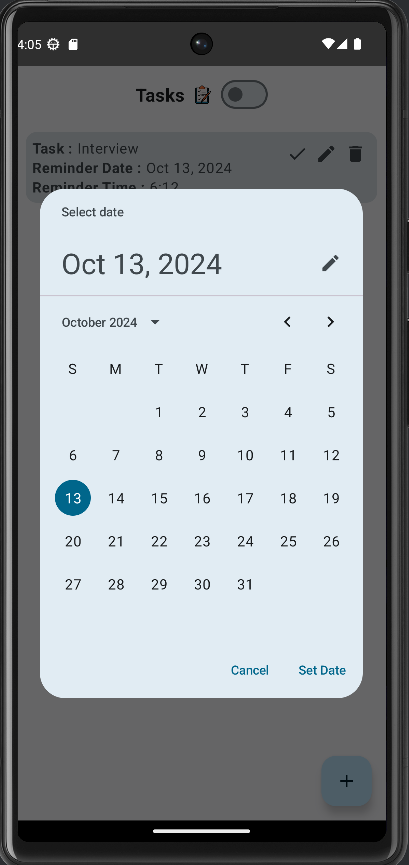 4:05
Tasks
Task : Interview
Reminder Date : Oct 13, 2024
Reminder Time : 6:12
Select date
Oct 13, 2024
October 2024
S M T W T F S
1 2 3 4 5
6 7 8 9 10 11 12
13 14 15 16 17 18 19
20 21 22 23 24 25 26
27 28 29 30 31
Cancel Set Date
+